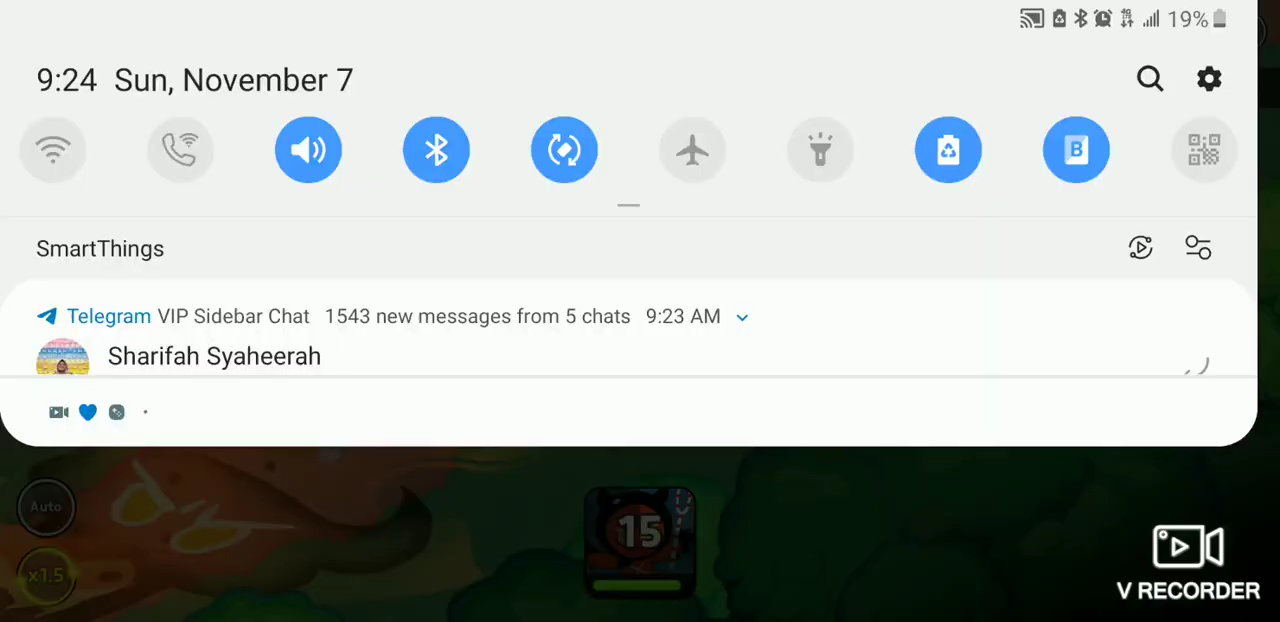 19%
9:24 Sun, November 7
B
SmartThings
Telegram VIP Sidebar Chat 1543 new messages from 5 chats 9:23 AM
Sharifah Syaheerah
Auto
15
x1.5
V RECORDER